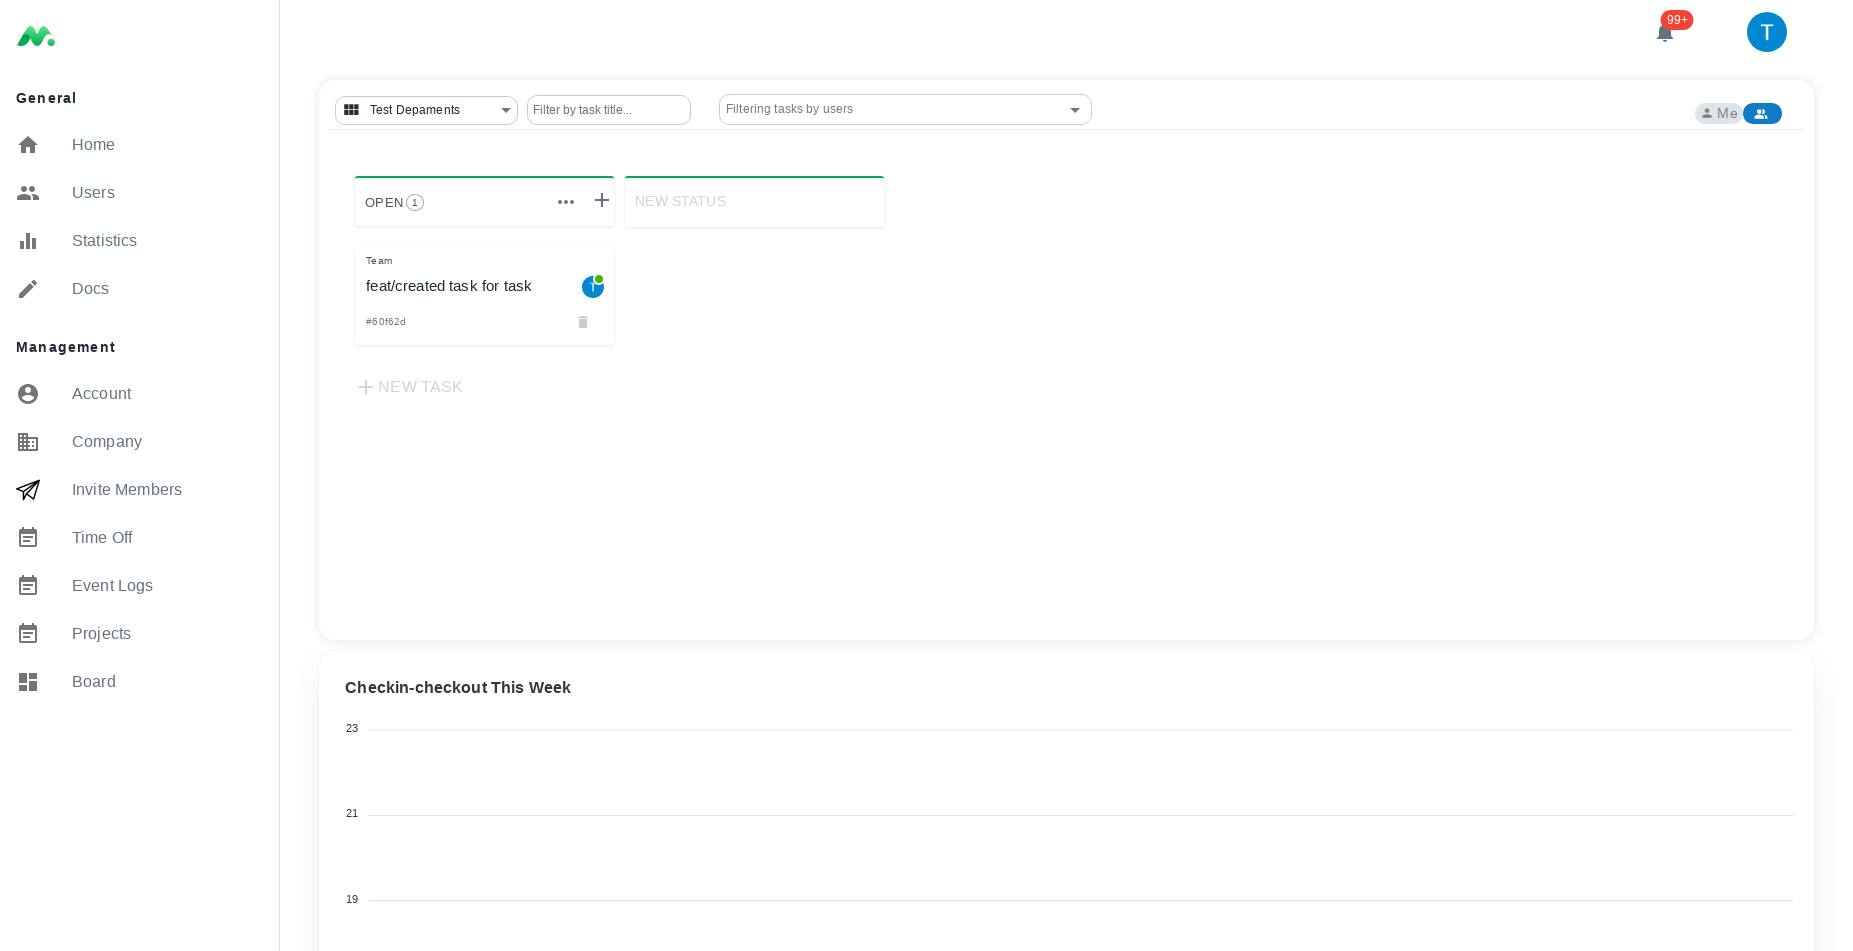 99+
T
General
Home
Users
Statistics
Docs
Management
Account
Company
Invite Members
Time Off
Event Logs
Projects
Board
Test Depaments
Filter by task title...
Filtering tasks by users
Me
OPEN 1
NEW STATUS
Team
feat/created task for task
T
#60f62d
NEW TASK
Checkin-checkout This Week
23
21
19